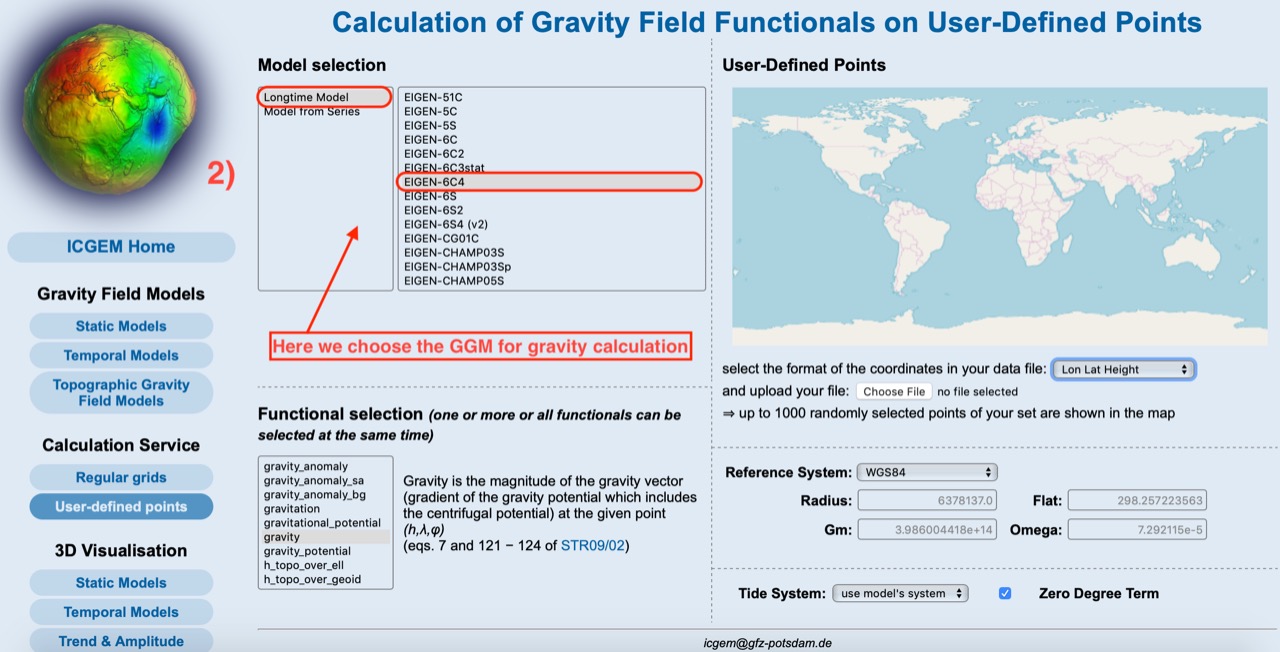 Calculation of Gravity Field Functionals on User-Defined Points
2)
ICGEM Home
Gravity Field Models
Static Models
Temporal Models
Topographic Gravity
Field Models
Calculation Service
Regular grids
User-defined points
3D Visualisation
Static Models
Temporal Models
Trend & Amplitude
Model selection
Longtime Model
Model from Series
EIGEN-51C
EIGEN-5C
EIGEN-5S
EIGEN-6C
EIGEN-6C2
EIGEN-6C3stat
EIGEN-6C4
EIGEN-6S
EIGEN-6S2
EIGEN-6S4 (v2)
EIGEN-CG01C
EIGEN-CHAMP03S
EIGEN-CHAMP03Sp
EIGEN-CHAMP05S
Here we choose the GGM for gravity calculation
Functional selection (one or more or all functionals can be
selected at the same time)
gravity_anomaly
gravity_anomaly_sa
gravity_anomaly_bg
gravitation
gravitational_potential
gravity
gravity_potential
h_topo_over_ell
h_topo_over_geoid
Gravity is the magnitude of the gravity vector
(gradient of the gravity potential which includes
the centrifugal potential) at the given point
(h,λ,φ)
(eqs. 7 and 121 − 124 of STR09/02)
User-Defined Points
select the format of the coordinates in your data file: Lon Lat Height
and upload your file: Choose File no file selected
⇒ up to 1000 randomly selected points of your set are shown in the map
Reference System: WGS84
Radius: 6378137.0 Flat: 298.257223563
Gm: 3.986004418e+14 Omega: 7.292115e-5
Tide System: use model's system Zero Degree Term
icgem@gfz-potsdam.de